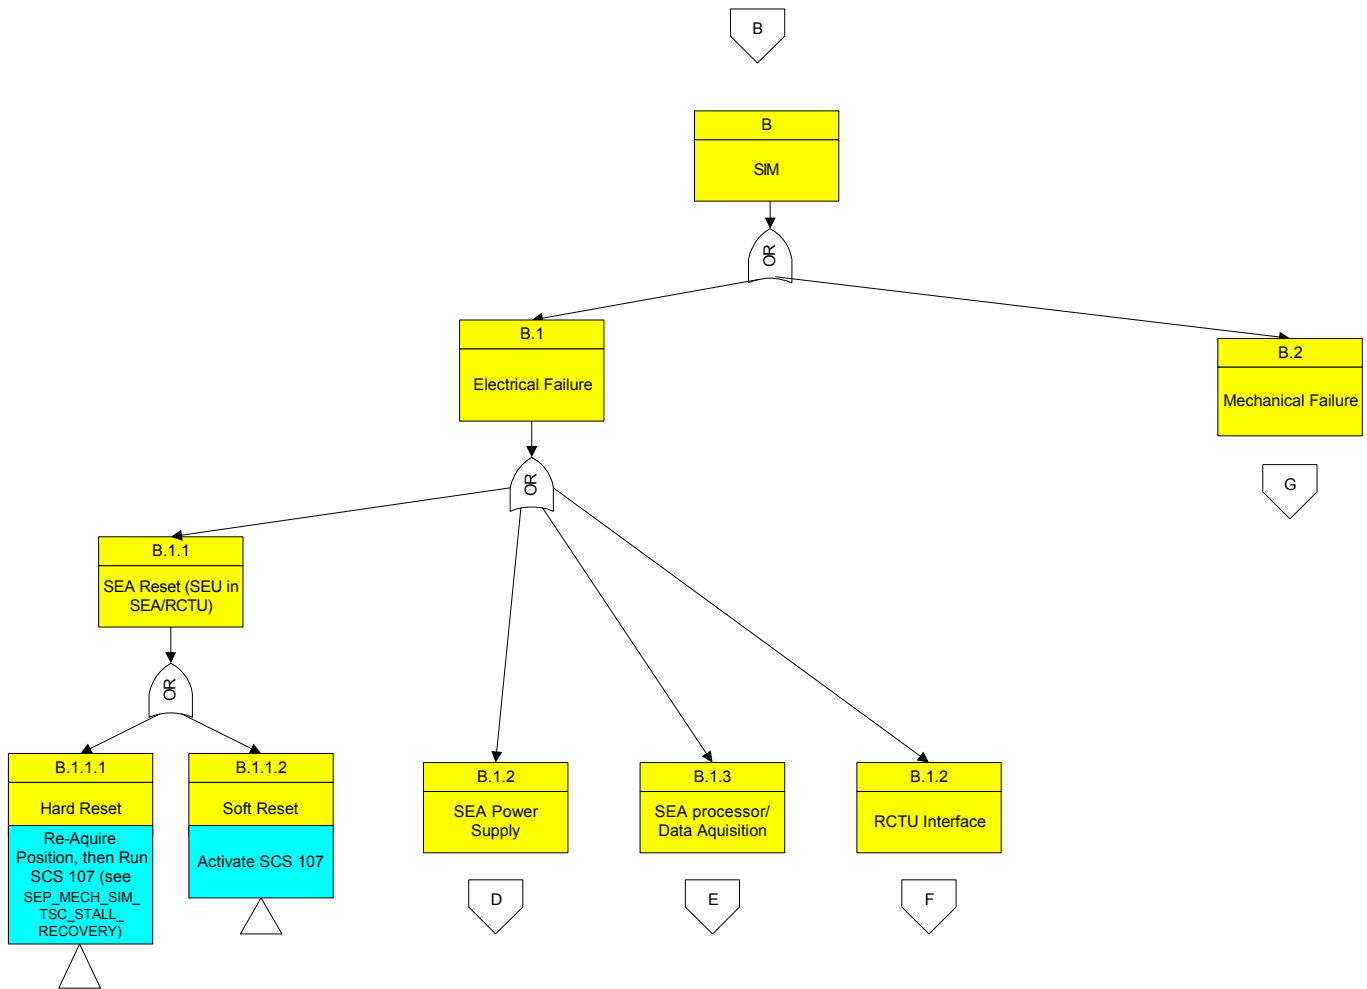 B
B
SIM
OR
B.1
Electrical Failure
B.2
Mechanical Failure
G
OR
B.1.1
SEA Reset (SEU in
SEA/RCTU)
OR
B.1.1.1
Hard Reset
Re-Aquire
Position, then Run
SCS 107 (see
SEP_MECH_SIM_
TSC_STALL_
RECOVERY)
B.1.1.2
Soft Reset
Activate SCS 107
B.1.2
SEA Power
Supply
D
B.1.3
SEA processor/
Data Aquisition
E
B.1.2
RCTU Interface
F